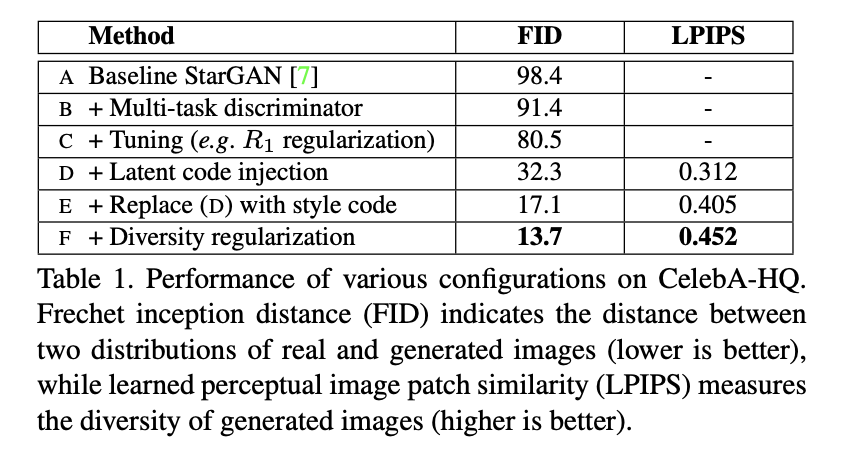 Method FID LPIPS
A Baseline StarGAN [7] 98.4 -
B + Multi-task discriminator 91.4 -
C + Tuning (e.g. R1 regularization) 80.5 -
D + Latent code injection 32.3 0.312
E + Replace (D) with style code 17.1 0.405
F + Diversity regularization 13.7 0.452
Table 1. Performance of various configurations on CelebA-HQ.
Frechet inception distance (FID) indicates the distance between
two distributions of real and generated images (lower is better),
while learned perceptual image patch similarity (LPIPS) measures
the diversity of generated images (higher is better).